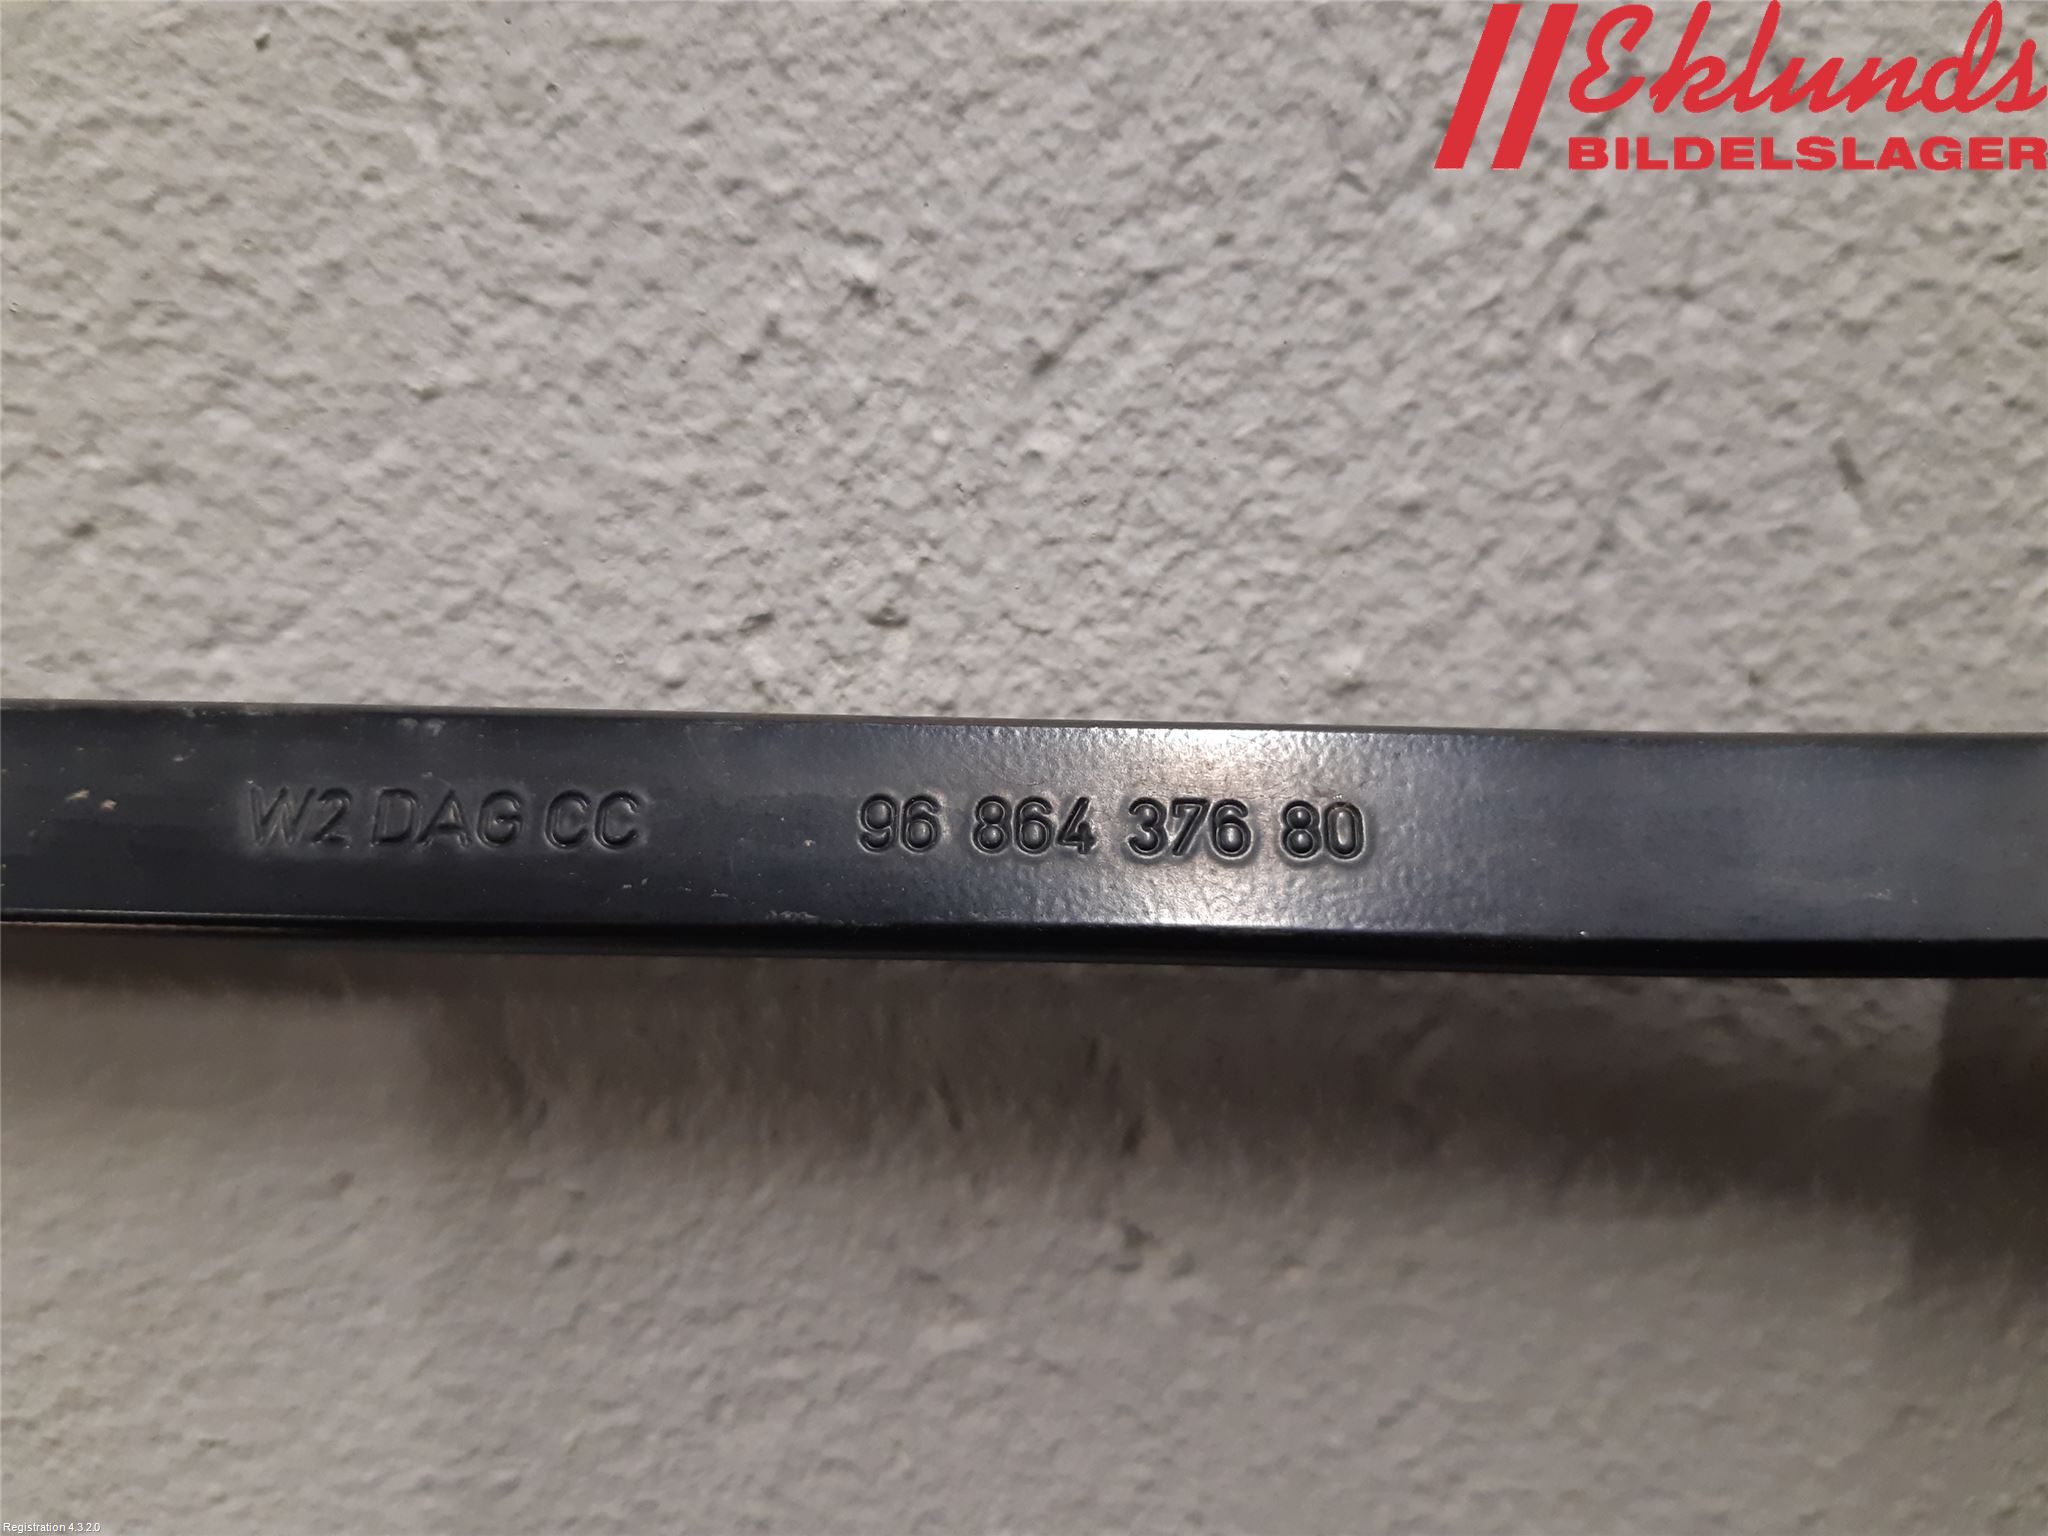 Eklunds
BILDELSLAGER
W2 DAG CC 96 864 376 80
Registration 4.3.2.0